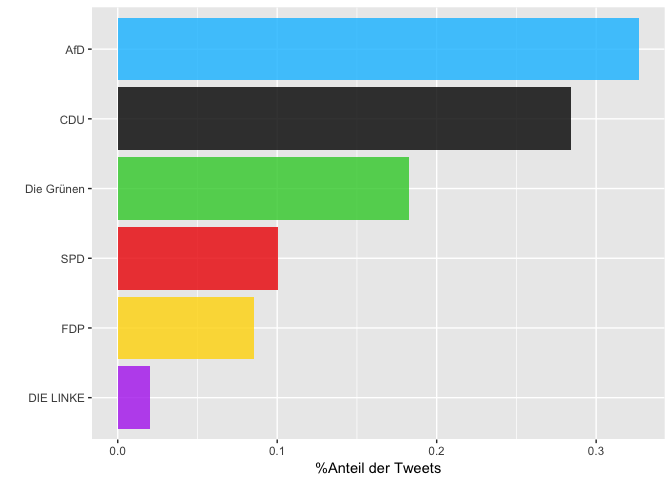 AfD
CDU
Die Grünen
SPD
FDP
DIE LINKE
0.0 0.1 0.2 0.3
%Anteil der Tweets